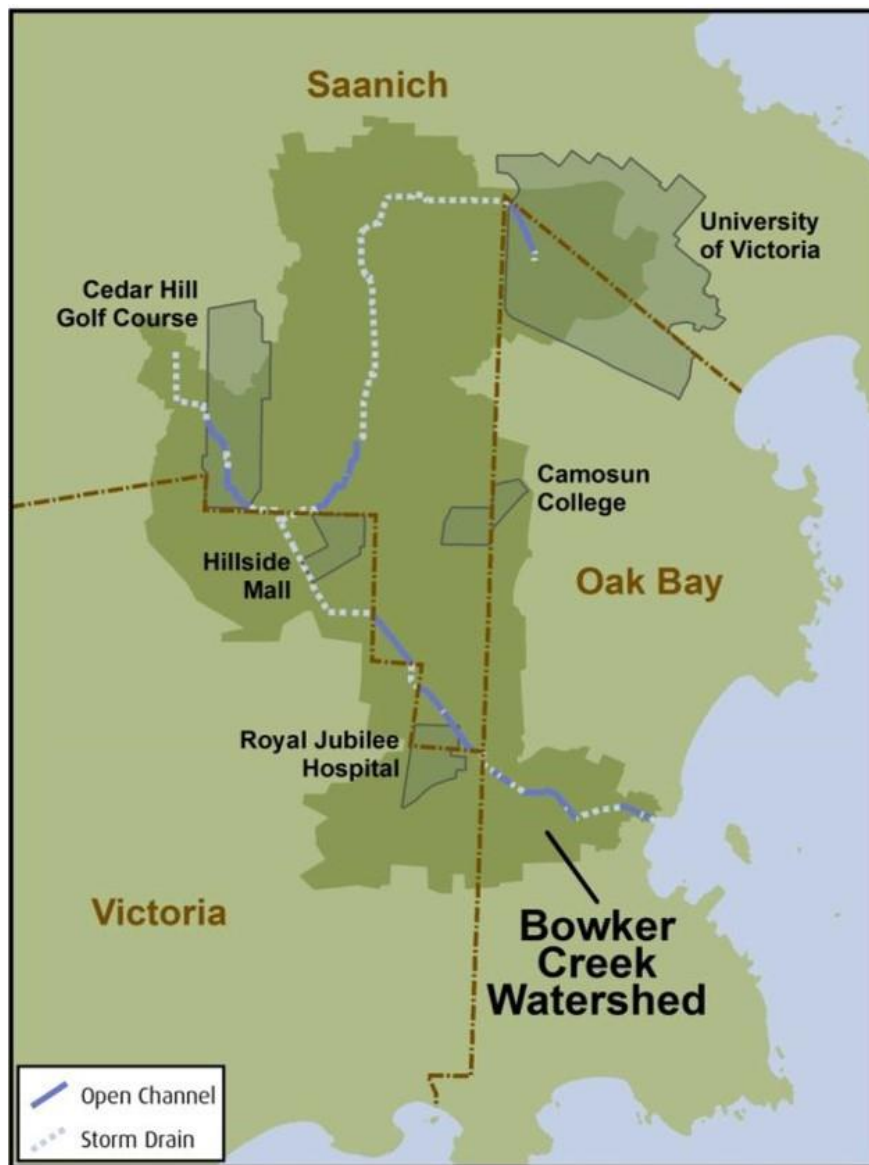 Saanich
University
of Victoria
Cedar Hill
Golf Course
Camosun
College
Hillside
Mall
Oak Bay
Royal Jubilee
Hospital
Victoria
Bowker
Creek
Watershed
Open Channel
Storm Drain